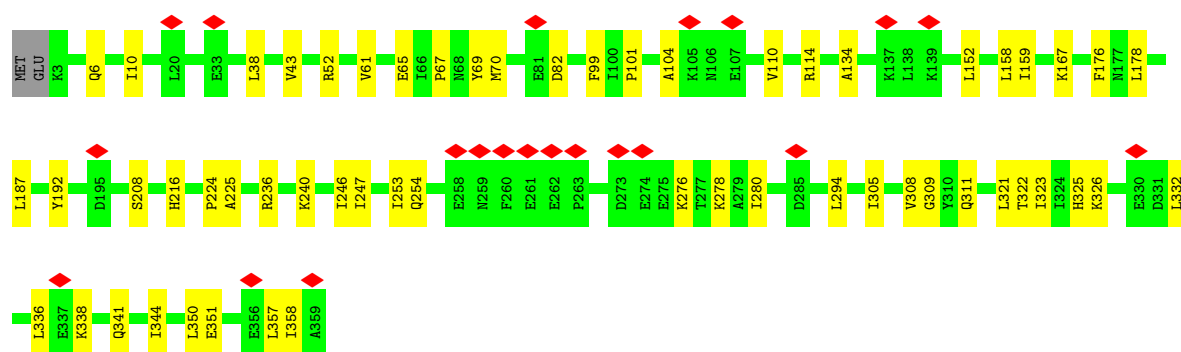 MET GLU K3 Q6 I10 L20 E33 L38 V43 R52 V61 E65 I66 P67 N68 Y69 M70 E81 D82 F99 I100 P101 A104 K105 N106 E107 V110 R114 A134 K137 L138 K139 L152 L158 I159 K167 F176 N177 L178
L187 Y192 D195 S208 H216 P224 A225 R236 K240 I246 I247 I253 Q254 E258 N259 F260 E261 E262 P263 D273 E274 E275 K276 T277 K278 A279 I280 D285 L294 I305 V308 G309 Y310 Q311 L321 T322 I323 I324 H325 K326 E330 D331 L332
L336 E337 K338 Q341 I344 L350 E351 E356 L357 I358 A359